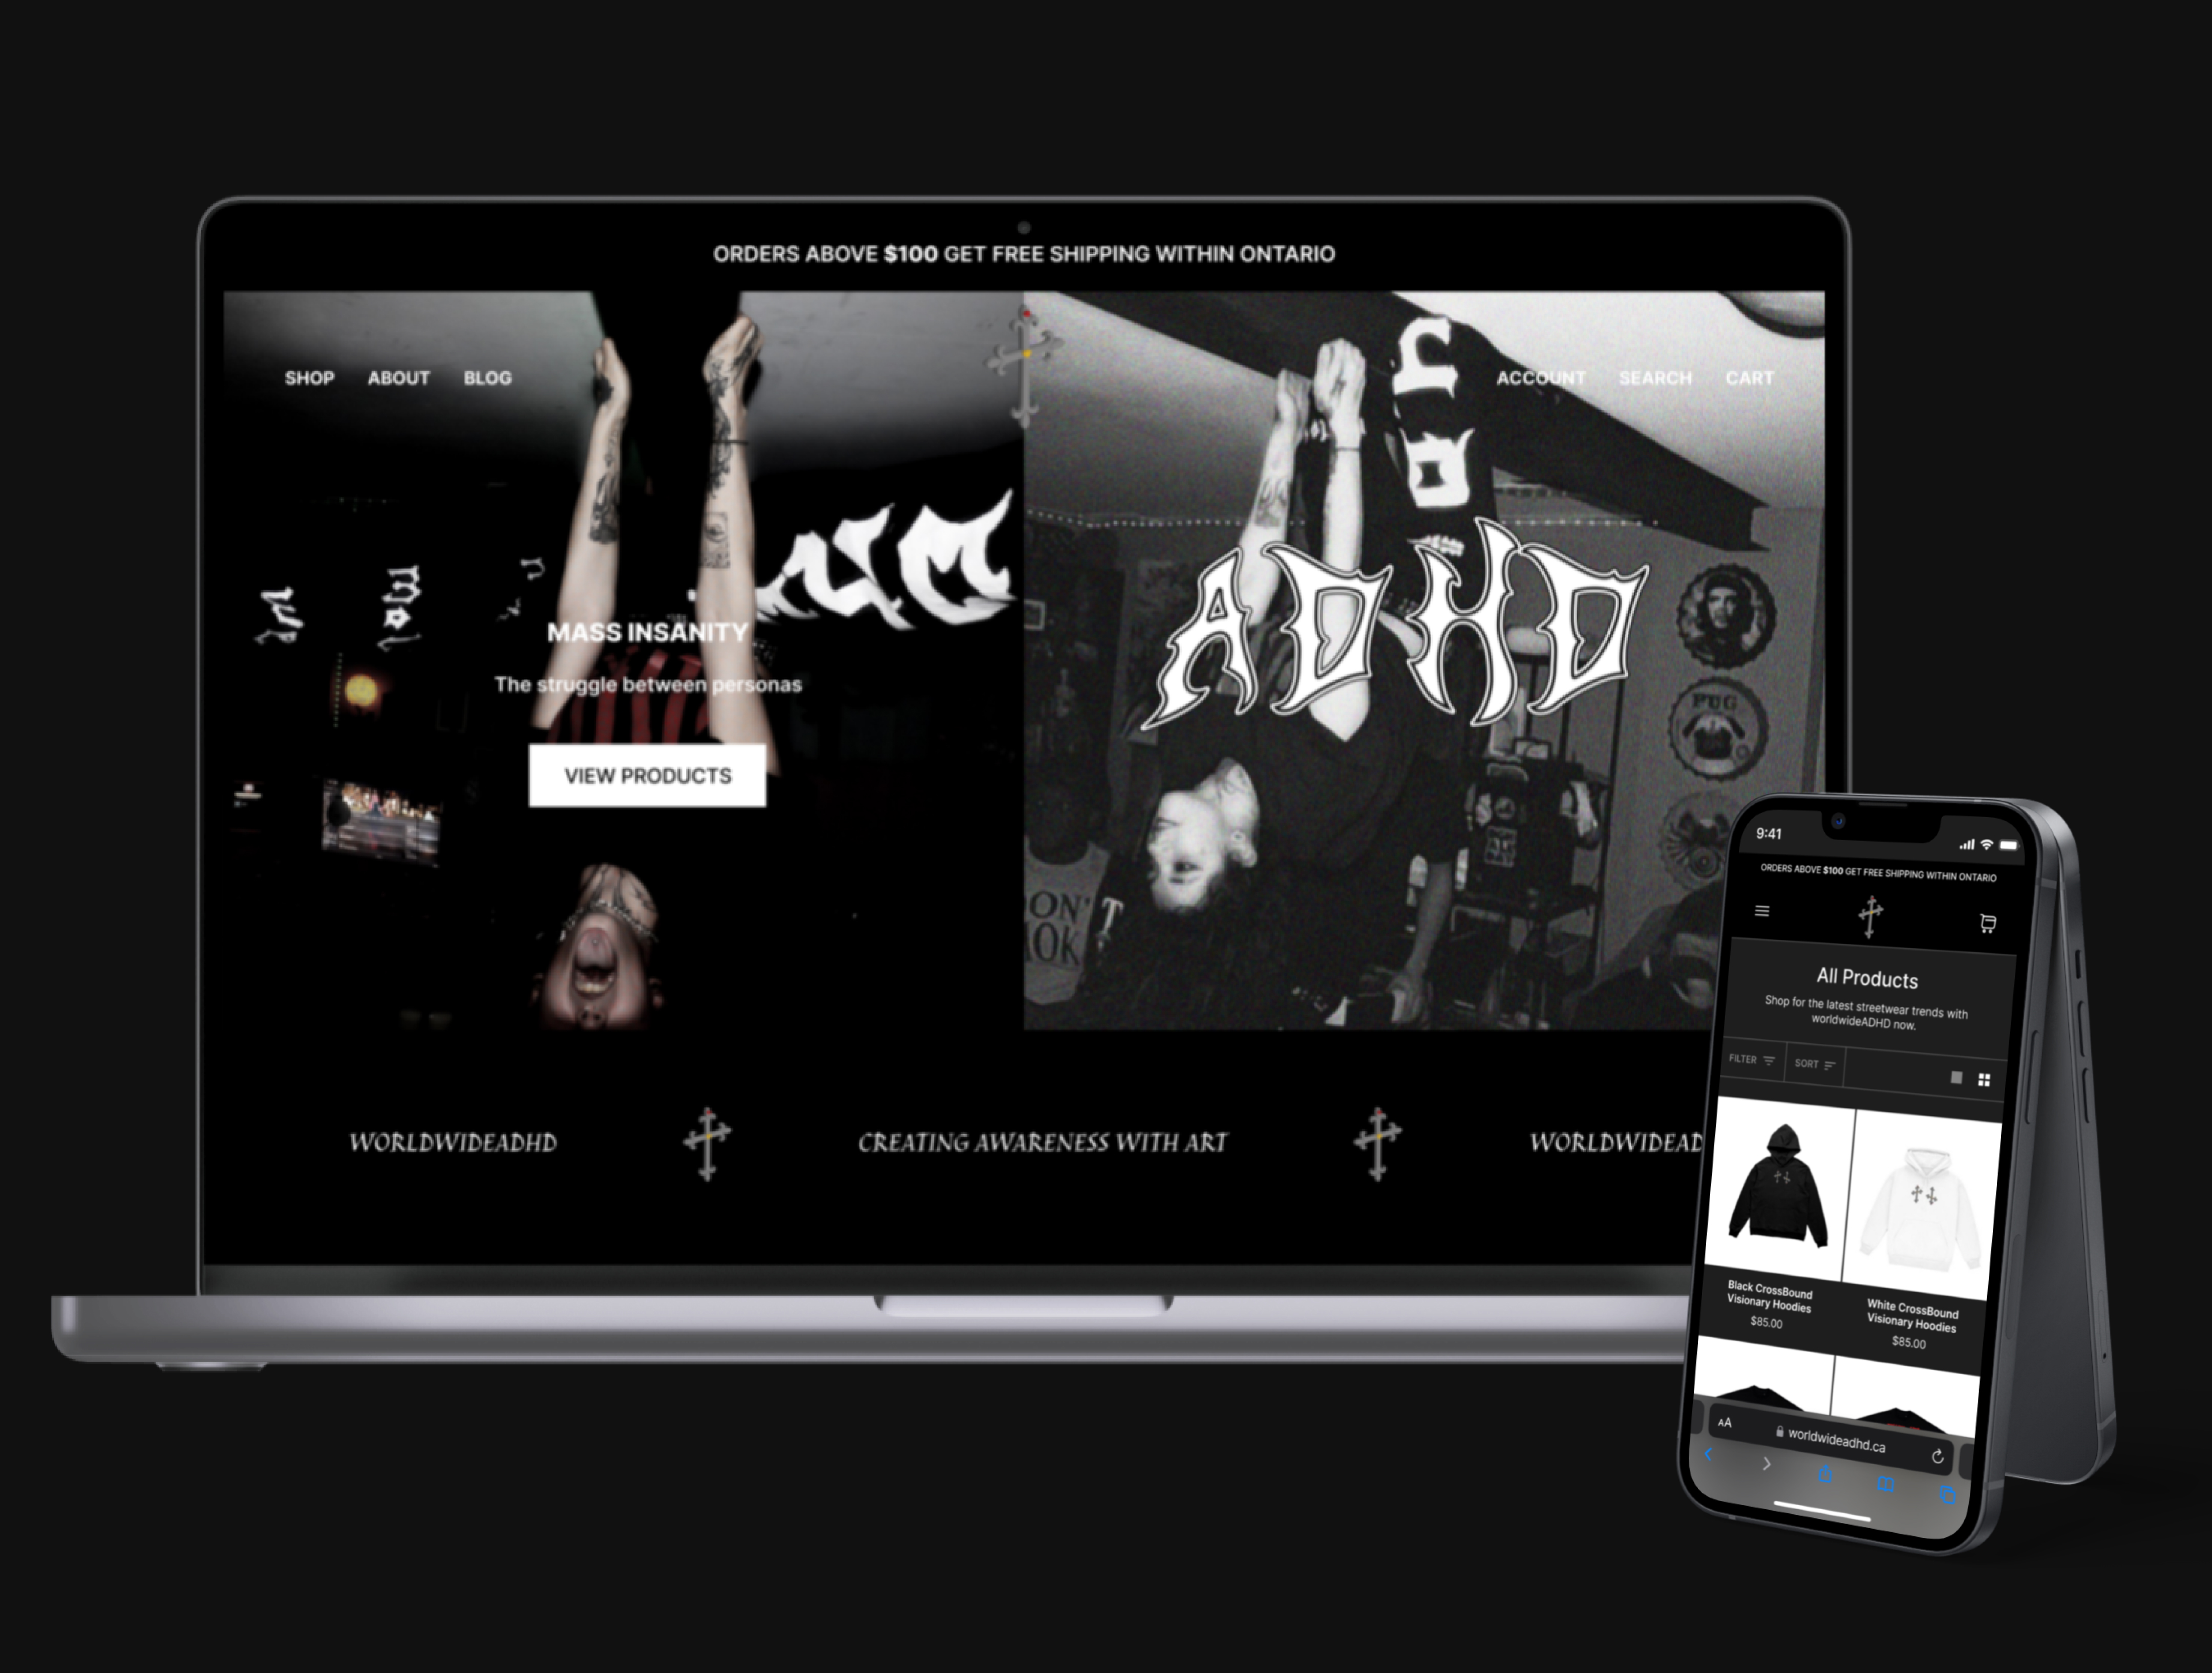 ORDERS ABOVE $100 GET FREE SHIPPING WITHIN ONTARIO
SHOP ABOUT BLOG
ACCOUNT SEARCH CART
ADHD
MASS INSANITY
The struggle between personas
VIEW PRODUCTS
PUG
DON'T
WORLDWIDEADHD
CREATING AWARENESS WITH ART
WORLDWIDEAD
9:41
ORDERS ABOVE $100 GET FREE SHIPPING WITHIN ONTARIO
All Products
Shop for the latest streetwear trends with
worldwideADHD now.
FILTER SORT
Black CrossBound
Visionary Hoodies
$85.00
White CrossBound
Visionary Hoodies
$85.00
AA worldwideadhd.ca